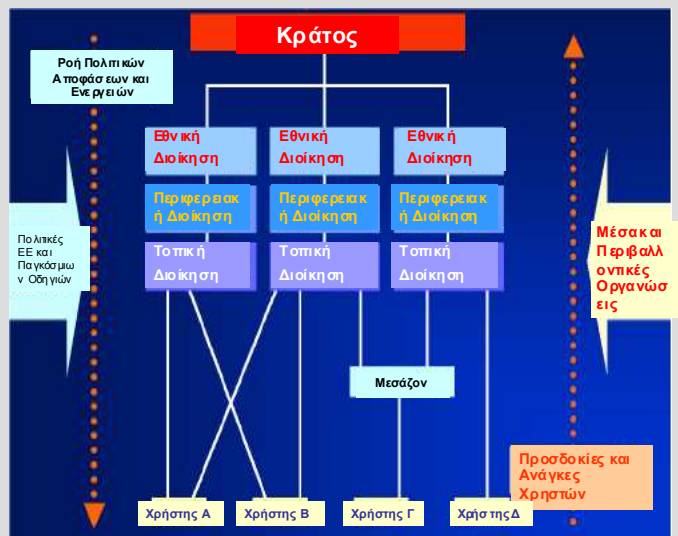 Κράτος
Ροή Πολιτικών
Αποφάσεων και
Ενεργειών
Εθνική
Διοίκηση
Εθνική
Διοίκηση
Εθνική
Διοίκηση
Περιφερειακ
ή Διοίκηση
Περιφερειακ
ή Διοίκηση
Περιφερειακ
ή Διοίκηση
Τοπική
Διοίκηση
Τοπική
Διοίκηση
Τοπική
Διοίκηση
Πολιτικές
ΕΕ και
Παγκόσμιω
ν Οδηγιών
Μέσα και
Περιβαλλ
οντικές
Οργανώσ
εις
Μεσάζον
Προσδοκίες και
Ανάγκες
Χρηστών
Χρήστης Α
Χρήστης Β
Χρήστης Γ
Χρήστης Δ